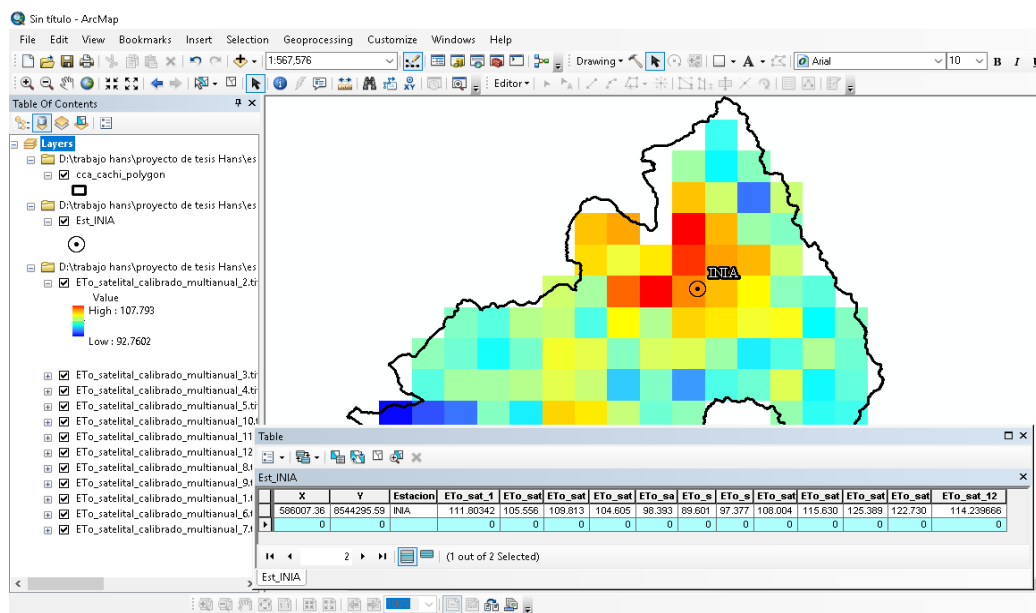 Sin título - ArcMap
File Edit View Bookmarks Insert Selection Geoprocessing Customize Windows Help
1:567,576 Drawing A Arial 10 B I U
Editor
Table Of Contents
Layers
D:\trabajo hans\proyecto de tesis Hans\es
cca_cachi_polygon
D:\trabajo hans\proyecto de tesis Hans\es
Est_INIA
D:\trabajo hans\proyecto de tesis Hans\es
ETo_satelital_calibrado_multianual_2.ti
Value
High : 107.793
Low : 92.7602
ETo_satelital_calibrado_multianual_3.ti
ETo_satelital_calibrado_multianual_4.ti
ETo_satelital_calibrado_multianual_5.ti
ETo_satelital_calibrado_multianual_10.
ETo_satelital_calibrado_multianual_11
ETo_satelital_calibrado_multianual_12
ETo_satelital_calibrado_multianual_8.
ETo_satelital_calibrado_multianual_9.
ETo_satelital_calibrado_multianual_1.
ETo_satelital_calibrado_multianual_6.
ETo_satelital_calibrado_multianual_7.
INIA
Table
Est_INIA
X Y Estacion ETo_sat_1 ETo_sat ETo_sat ETo_sat ETo_sa ETo_s ETo_s ETo_sat ETo_sat ETo_sat ETo_sat ETo_sat_12
586007.36 8544295.59 INIA 111.80342 105.556 109.813 104.605 98.393 89.601 97.377 108.004 115.630 125.389 122.730 114.239666
0 0 0 0 0 0 0 0 0 0 0 0 0 0
2 (1 out of 2 Selected)
Est_INIA